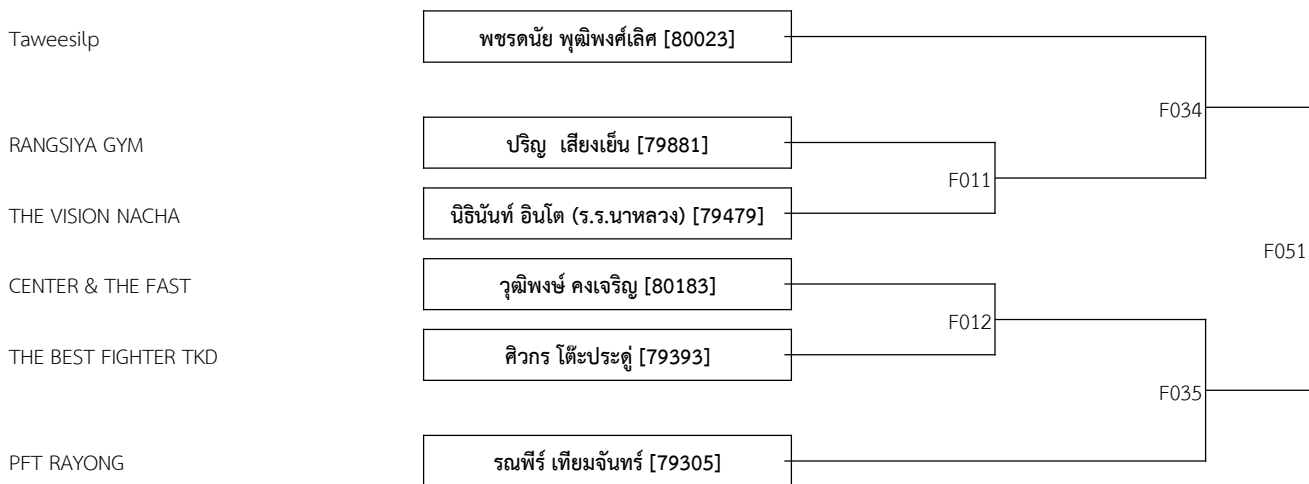 Taweesilp
พชรดนัย พุฒิพงศ์เลิศ [80023]
F034
RANGSIYA GYM
ปริญ เสียงเย็น [79881]
F011
THE VISION NACHA
นิธินันท์ อินโต (ร.ร.นาหลวง) [79479]
F051
CENTER & THE FAST
วุฒิพงษ์ คงเจริญ [80183]
F012
THE BEST FIGHTER TKD
ศิวกร โต๊ะประดู่ [79393]
F035
PFT RAYONG
รณพีร์ เทียมจันทร์ [79305]